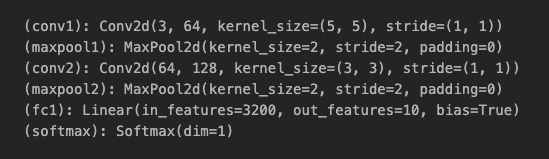 (conv1): Conv2d(3, 64, kernel_size=(5, 5), stride=(1, 1))
(maxpool1): MaxPool2d(kernel_size=2, stride=2, padding=0)
(conv2): Conv2d(64, 128, kernel_size=(3, 3), stride=(1, 1))
(maxpool2): MaxPool2d(kernel_size=2, stride=2, padding=0)
(fc1): Linear(in_features=3200, out_features=10, bias=True)
(softmax): Softmax(dim=1)